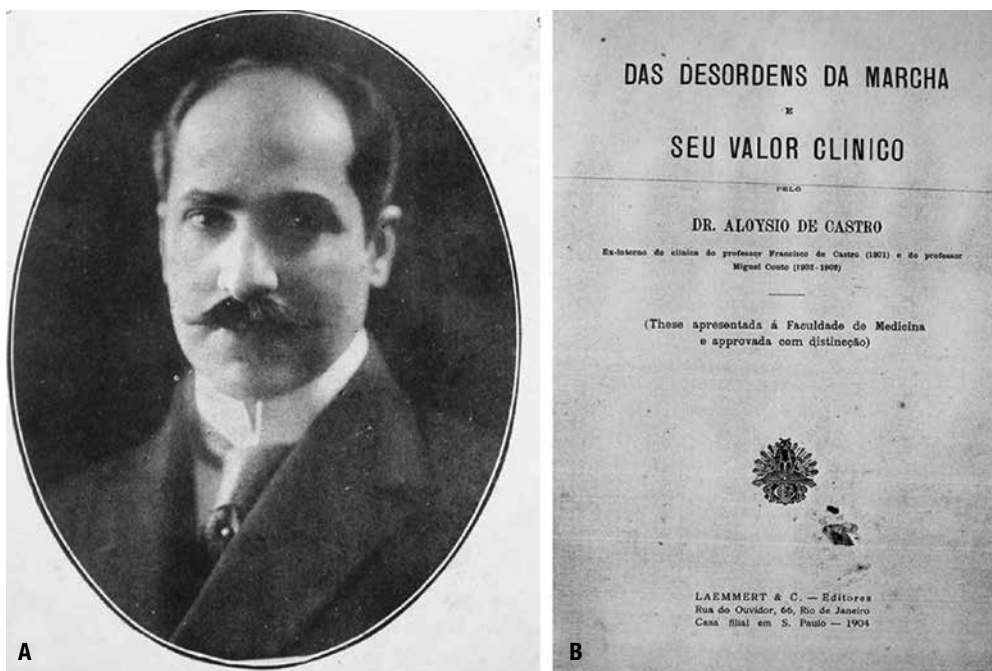 A
DAS DESORDENS DA MARCHA
E
SEU VALOR CLINICO
PELO
DR. ALOYSIO DE CASTRO
Ex-interno de clinica do professor Francisco de Castro (1901) e do professor
Miguel Couto (1902-1903)
(These apresentada á Faculdade de Medicina
e approvada com distincção)
LAEMMERT & C. — Editores
Rua do Ouvidor, 66, Rio de Janeiro
Casa filial em S. Paulo — 1904
B